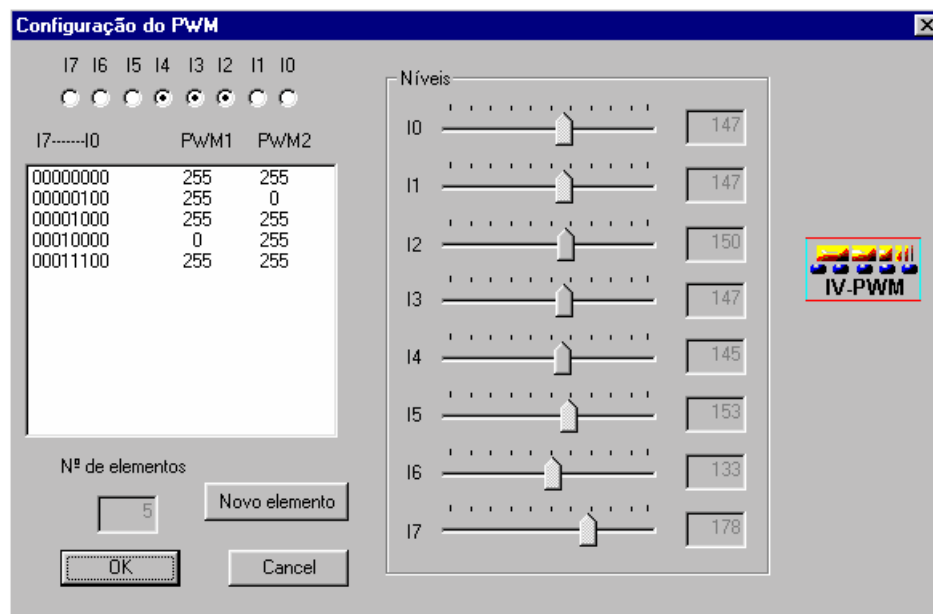 Configuração do PWM
I7 I6 I5 I4 I3 I2 I1 I0
I7-------I0 PWM1 PWM2
00000000 255 255
00000100 255 0
00001000 255 255
00010000 0 255
00011100 255 255
Nº de elementos
5
Novo elemento
OK
Cancel
Níveis
I0 147
I1 147
I2 150
I3 147
I4 145
I5 153
I6 133
I7 178
IV-PWM